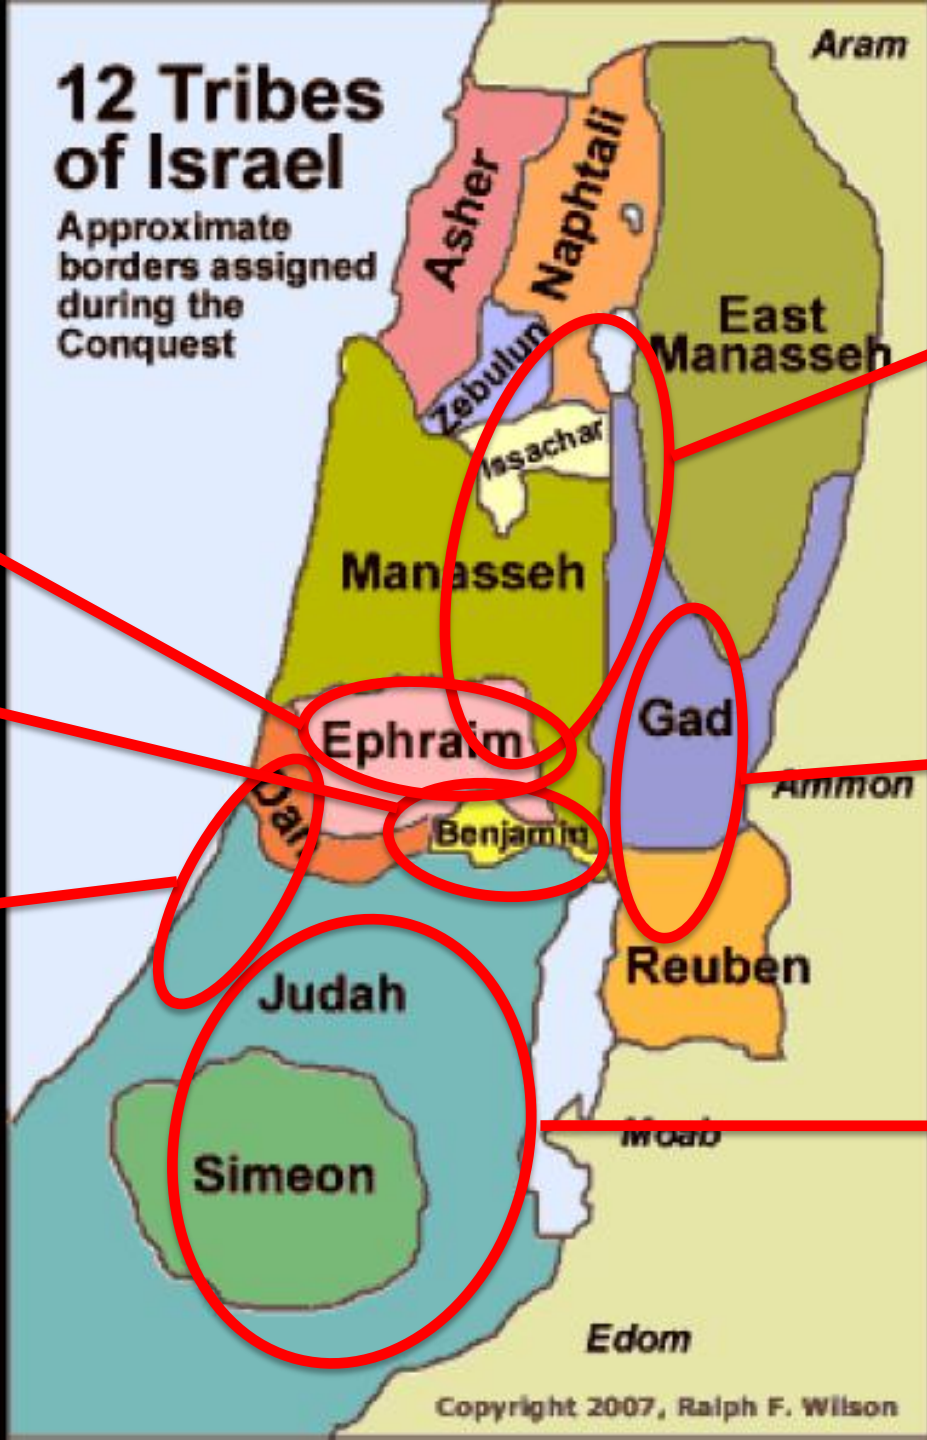 12 Tribes
of Israel
Approximate
borders assigned
during the
Conquest
Aram
Asher
Naphtali
East
Manasseh
Zebulun
Issachar
Manasseh
Ephraim
Gad
Dan
Benjamin
Ammon
Reuben
Judah
Moab
Simeon
Edom
Copyright 2007, Ralph F. Wilson